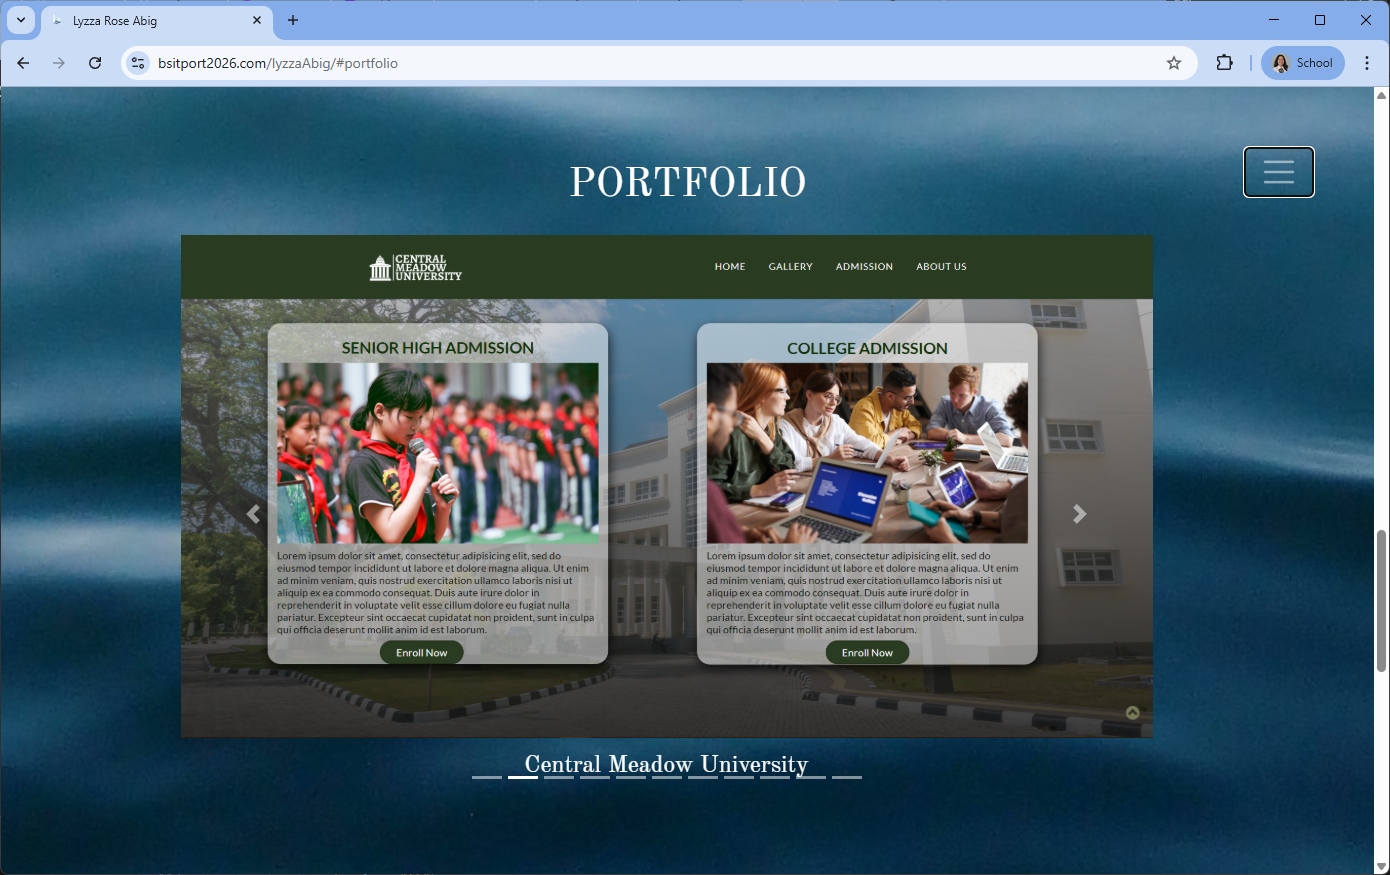 Lyzza Rose Abig
bsitport2026.com/lyzzaAbig/#portfolio
School
PORTFOLIO
CENTRAL
MEADOW
UNIVERSITY
HOME GALLERY ADMISSION ABOUT US
SENIOR HIGH ADMISSION
Lorem ipsum dolor sit amet, consectetur adipisicing elit, sed do
eiusmod tempor incididunt ut labore et dolore magna aliqua. Ut enim
ad minim veniam, quis nostrud exercitation ullamco laboris nisi ut
aliquip ex ea commodo consequat. Duis aute irure dolor in
reprehenderit in voluptate velit esse cillum dolore eu fugiat nulla
pariatur. Excepteur sint occaecat cupidatat non proident, sunt in culpa
qui officia deserunt mollit anim id est laborum.
Enroll Now
COLLEGE ADMISSION
Lorem ipsum dolor sit amet, consectetur adipisicing elit, sed do
eiusmod tempor incididunt ut labore et dolore magna aliqua. Ut enim
ad minim veniam, quis nostrud exercitation ullamco laboris nisi ut
aliquip ex ea commodo consequat. Duis aute irure dolor in
reprehenderit in voluptate velit esse cillum dolore eu fugiat nulla
pariatur. Excepteur sint occaecat cupidatat non proident, sunt in culpa
qui officia deserunt mollit anim id est laborum.
Enroll Now
Central Meadow University